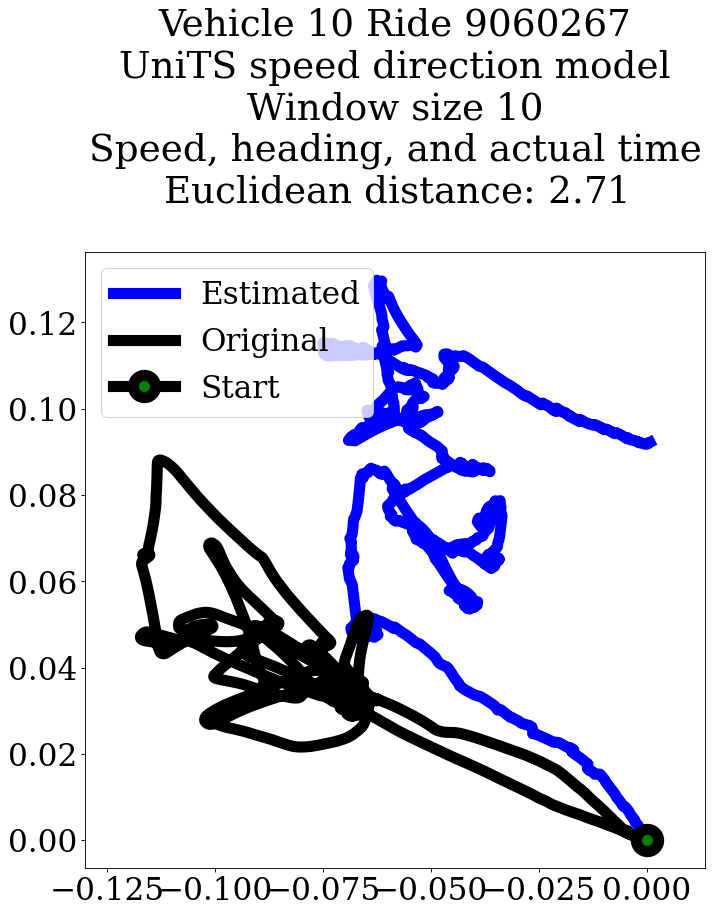 Vehicle 10 Ride 9060267
UniTS speed direction model
Window size 10
Speed, heading, and actual time
Euclidean distance: 2.71
Estimated
Original
Start
0.12
0.10
0.08
0.06
0.04
0.02
0.00
−0.125 −0.100 −0.075 −0.050 −0.025 0.000